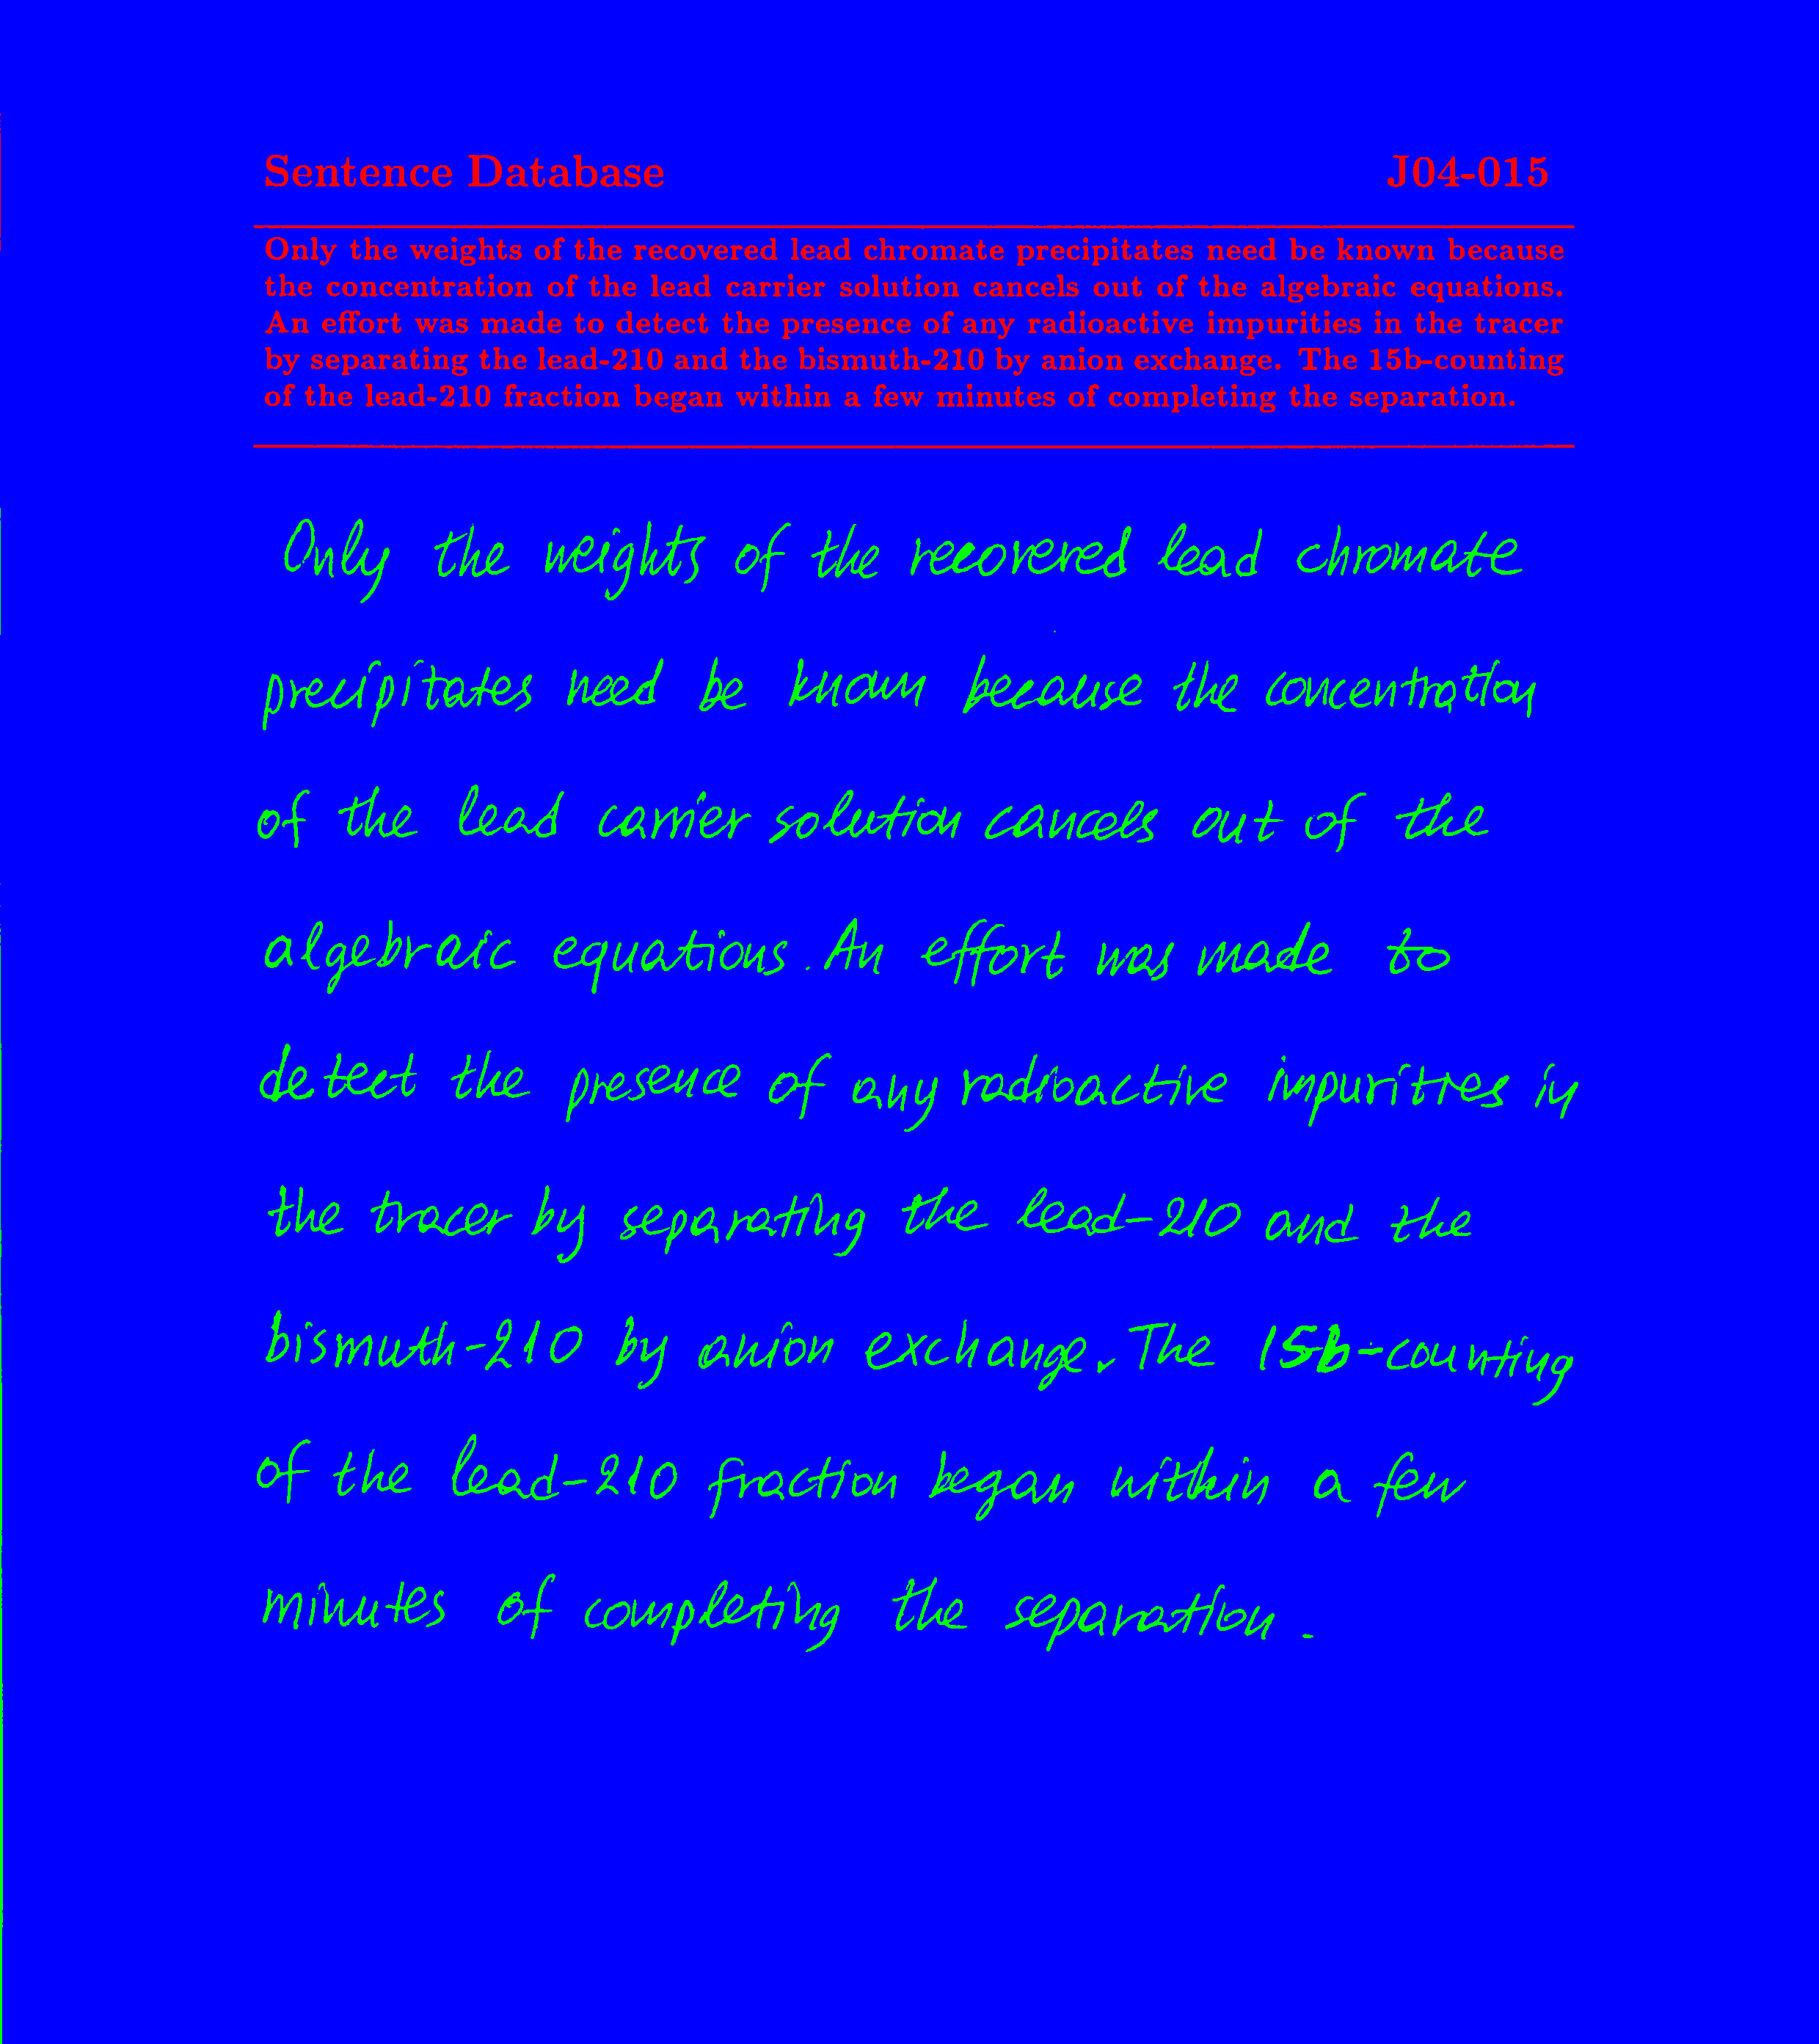 Sentence Database J04-015
Only the weights of the recovered lead chromate precipitates need be known because
the concentration of the lead carrier solution cancels out of the algebraic equations.
An effort was made to detect the presence of any radioactive impurities in the tracer
by separating the lead-210 and the bismuth-210 by anion exchange. The 15b-counting
of the lead-210 fraction began within a few minutes of completing the separation.
Only the weights of the recovered lead chromate
precipitates need be known because the concentration
of the lead carrier solution cancels out of the
algebraic equations. An effort was made to
detect the presence of any radioactive impurities in
the tracer by separating the lead-210 and the
bismuth-210 by anion exchange. The 15b-counting
of the lead-210 fraction began within a few
minutes of completing the separation.